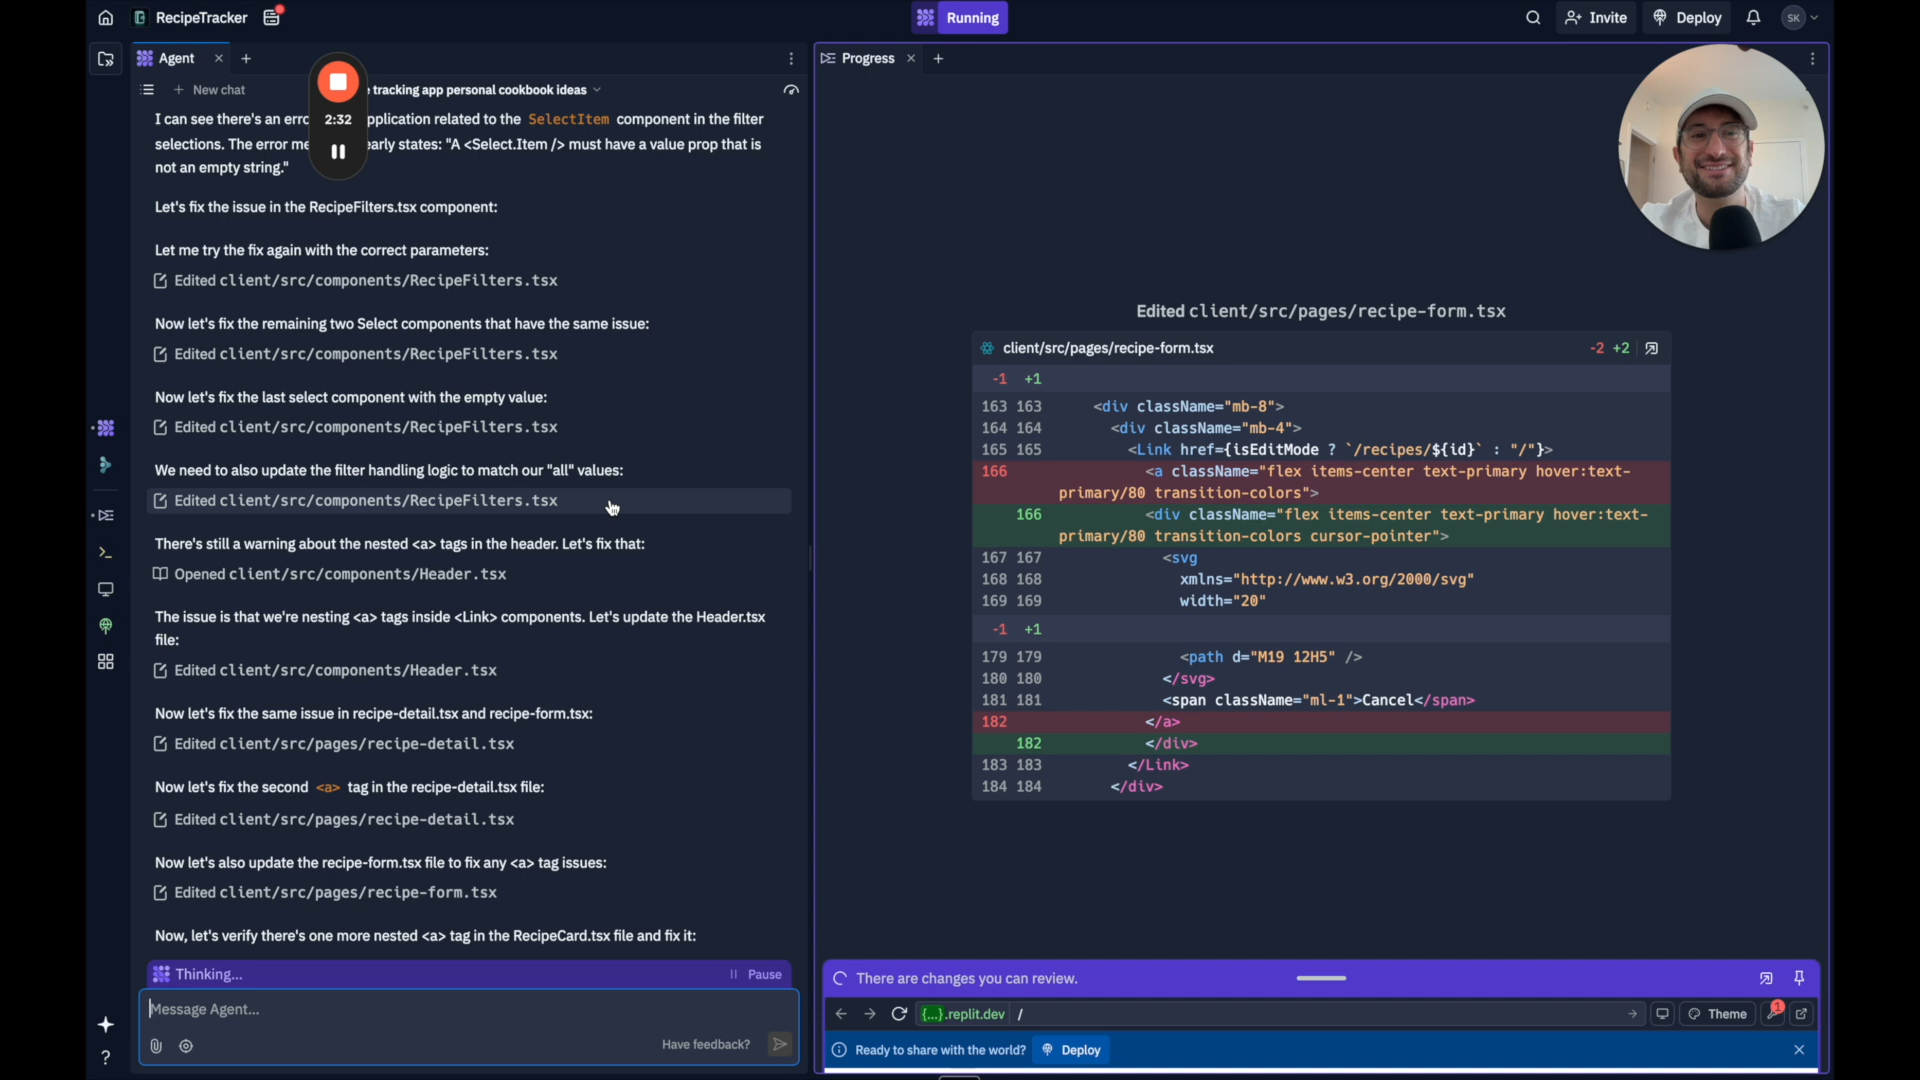 RecipeTracker
Running
Invite
Deploy
SK
Agent
Progress
New chat
e tracking app personal cookbook ideas
2:32
I can see there's an erro pplication related to the SelectItem component in the filter
selections. The error me early states: "A <Select.Item /> must have a value prop that is
not an empty string."
Let's fix the issue in the RecipeFilters.tsx component:
Let me try the fix again with the correct parameters:
Edited client/src/components/RecipeFilters.tsx
Now let's fix the remaining two Select components that have the same issue:
Edited client/src/components/RecipeFilters.tsx
Now let's fix the last select component with the empty value:
Edited client/src/components/RecipeFilters.tsx
We need to also update the filter handling logic to match our "all" values:
Edited client/src/components/RecipeFilters.tsx
There's still a warning about the nested <a> tags in the header. Let's fix that:
Opened client/src/components/Header.tsx
The issue is that we're nesting <a> tags inside <Link> components. Let's update the Header.tsx
file:
Edited client/src/components/Header.tsx
Now let's fix the same issue in recipe-detail.tsx and recipe-form.tsx:
Edited client/src/pages/recipe-detail.tsx
Now let's fix the second <a> tag in the recipe-detail.tsx file:
Edited client/src/pages/recipe-detail.tsx
Now let's also update the recipe-form.tsx file to fix any <a> tag issues:
Edited client/src/pages/recipe-form.tsx
Now, let's verify there's one more nested <a> tag in the RecipeCard.tsx file and fix it:
Thinking...
Pause
Message Agent...
Have feedback?
Edited client/src/pages/recipe-form.tsx
client/src/pages/recipe-form.tsx -2 +2
-1 +1
163 163 <div className="mb-8">
164 164 <div className="mb-4">
165 165 <Link href={isEditMode ? `/recipes/${id}` : "/"}>
166 <a className="flex items-center text-primary hover:text-
primary/80 transition-colors">
166 <div className="flex items-center text-primary hover:text-
primary/80 transition-colors cursor-pointer">
167 167 <svg
168 168 xmlns="http://www.w3.org/2000/svg"
169 169 width="20"
-1 +1
179 179 <path d="M19 12H5" />
180 180 </svg>
181 181 <span className="ml-1">Cancel</span>
182 </a>
182 </div>
183 183 </Link>
184 184 </div>
There are changes you can review.
{...}.replit.dev /
Theme
1
Ready to share with the world? Deploy